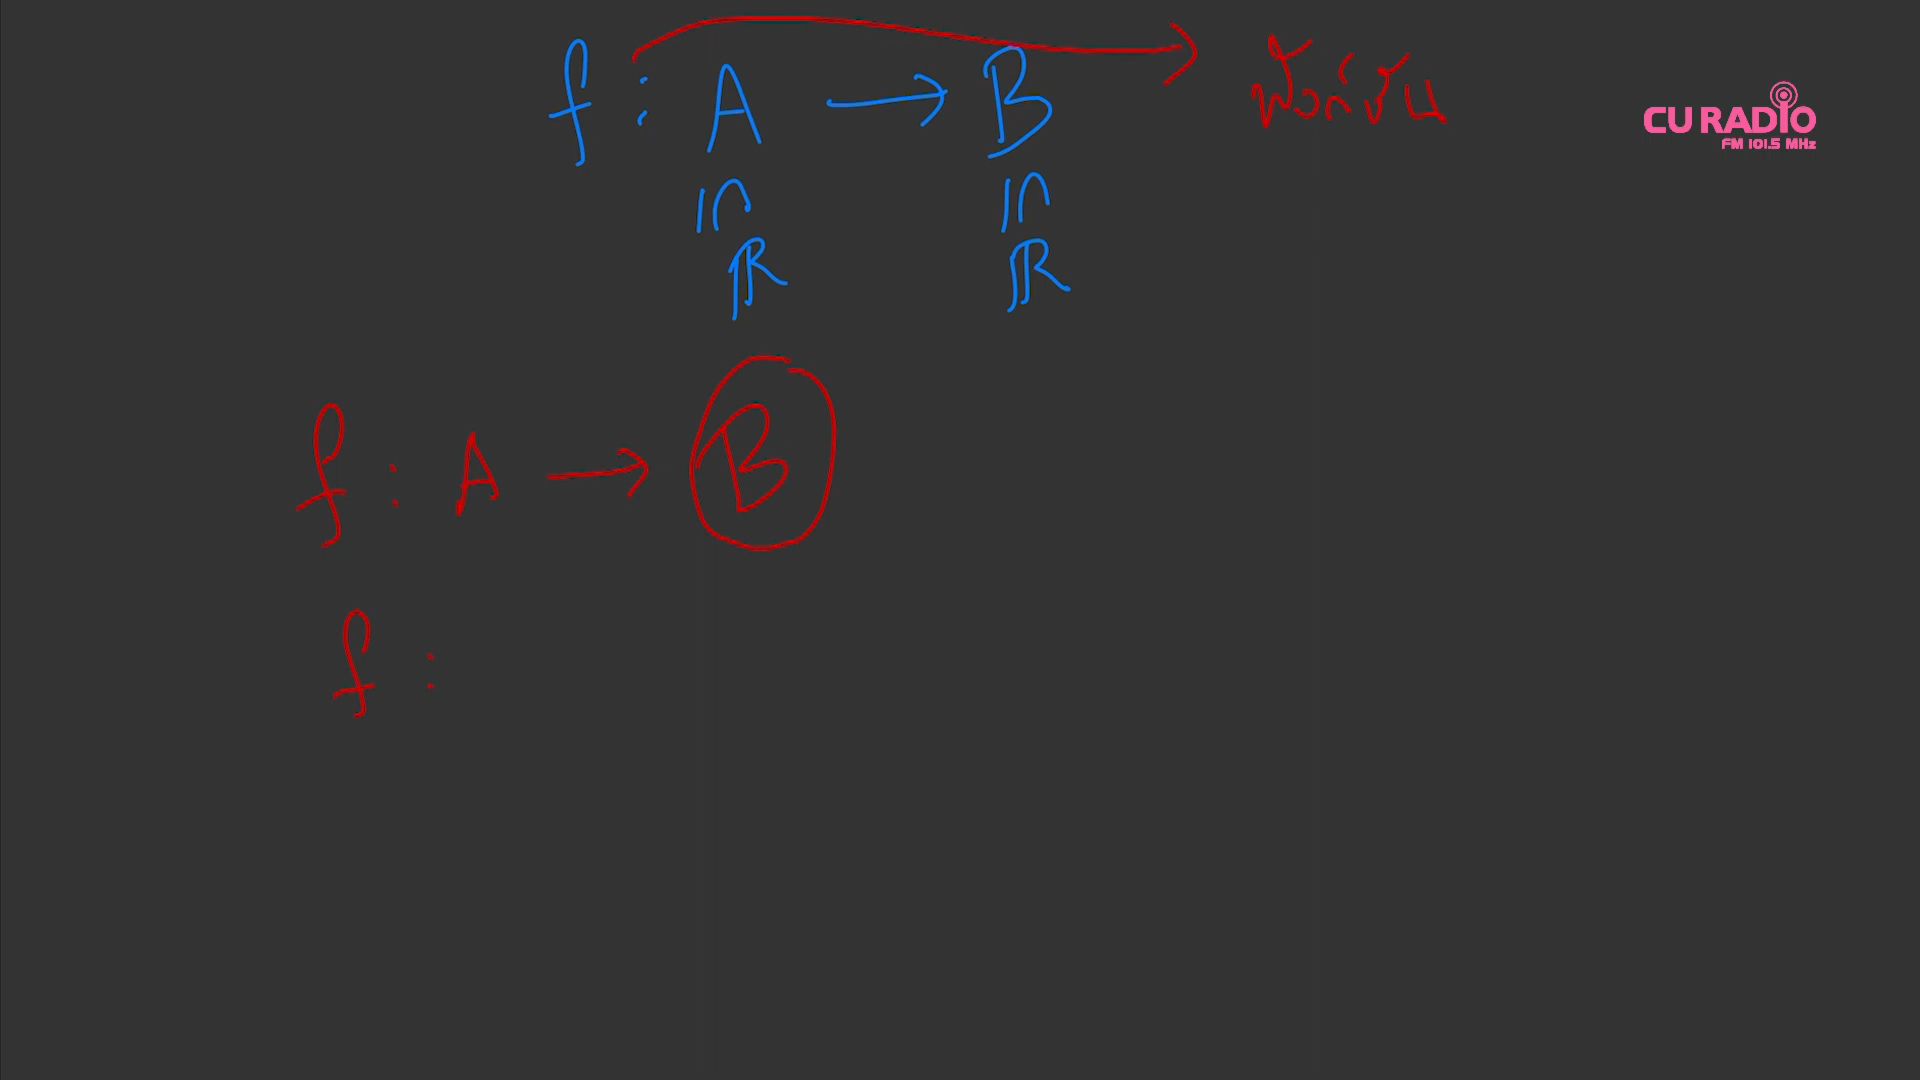 f : A → B ฟังก์ชัน
⊆ ⊆
ℝ ℝ
f : A → B
f :
CU RADIO
FM 101.5 MHz